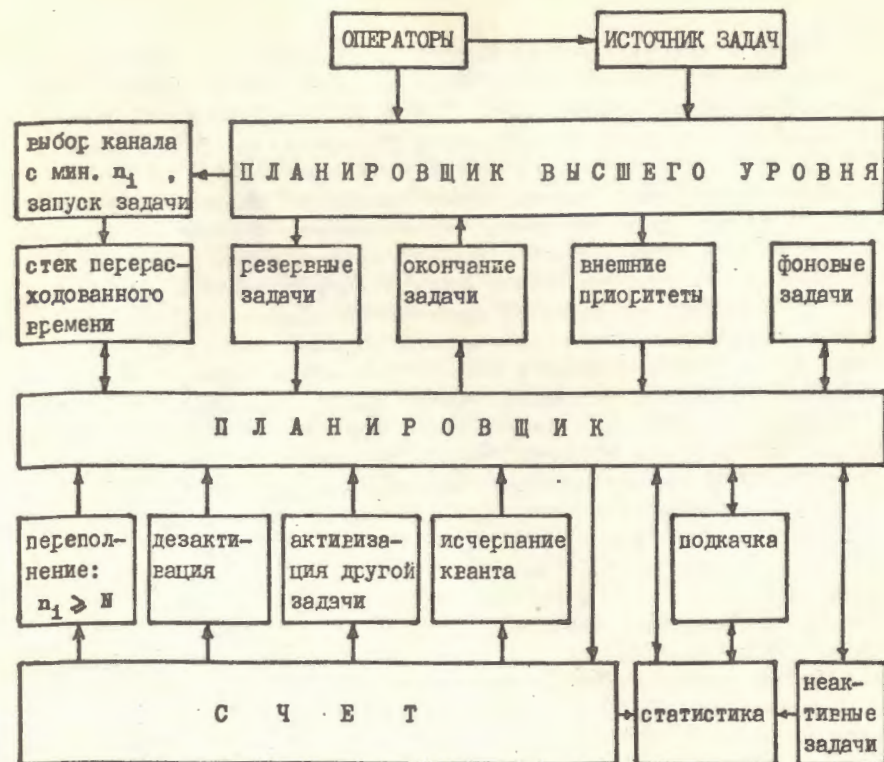 ОПЕРАТОРЫ
ИСТОЧНИК ЗАДАЧ
выбор канала
с мин. n_i ,
запуск задачи
ПЛАНИРОВЩИК ВЫСШЕГО УРОВНЯ
стек перерас-
ходованного
времени
резервные
задачи
окончание
задачи
внешние
приоритеты
фоновые
задачи
ПЛАНИРОВЩИК
перепол-
нение:
n_i ⩾ N
дезакти-
вация
активиза-
ция другой
задачи
исчерпание
кванта
подкачка
СЧЕТ
статистика
неак-
тивные
задачи